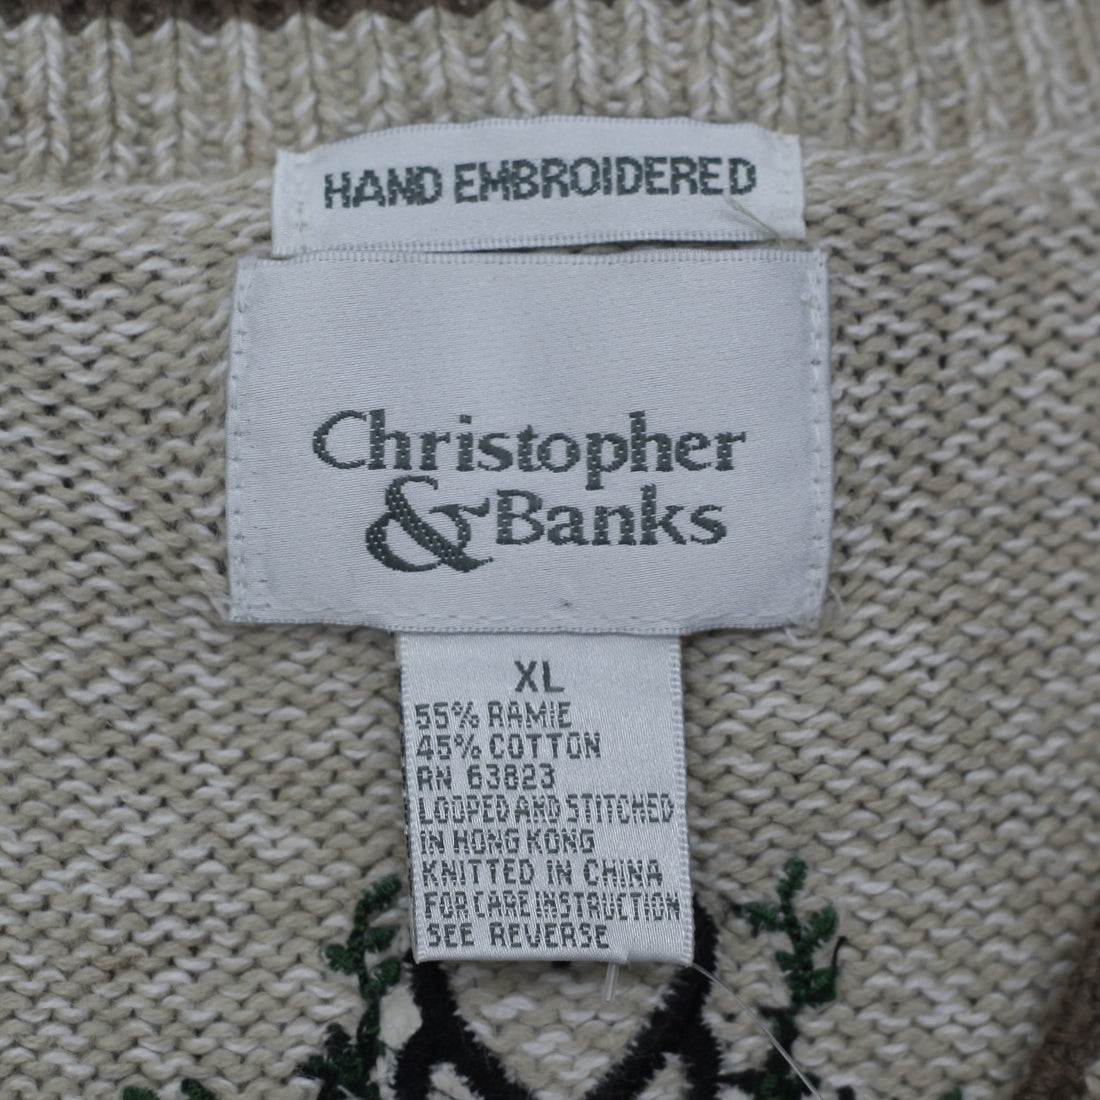 HAND EMBROIDERED
Christopher
& Banks
XL
55% RAMIE
45% COTTON
RN 63823
LOOPED AND STITCHED
IN HONG KONG
KNITTED IN CHINA
FOR CARE INSTRUCTION
SEE REVERSE